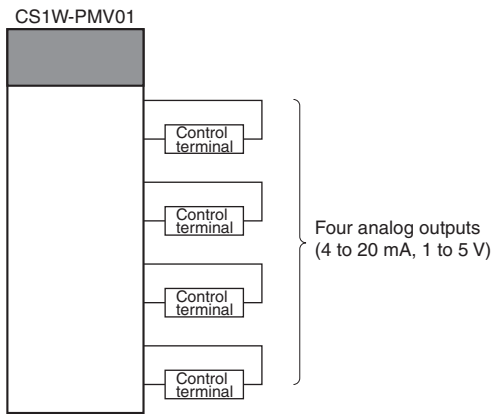 CS1W-PMV01
Control
terminal
Control
terminal
Control
terminal
Control
terminal
Four analog outputs
(4 to 20 mA, 1 to 5 V)